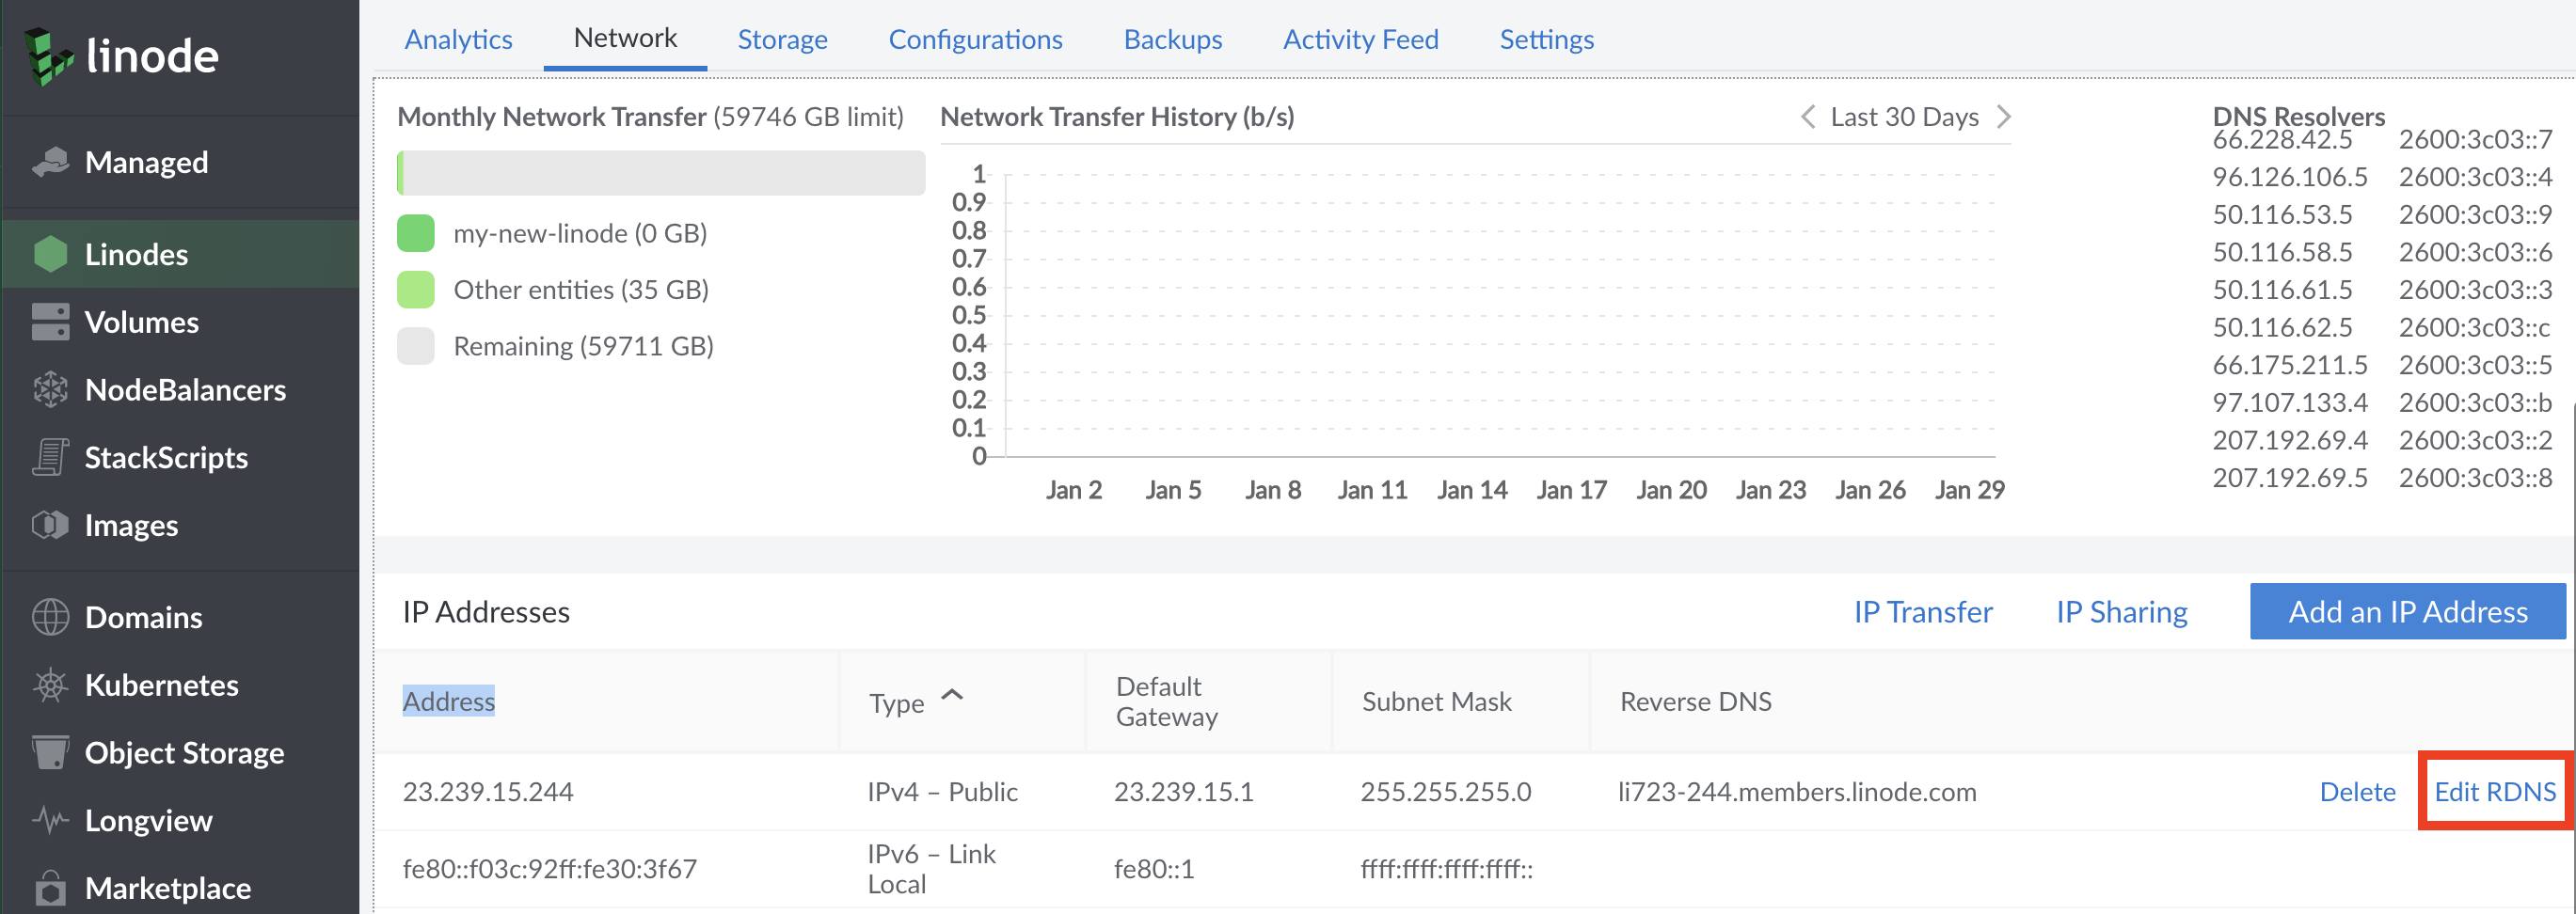 linode
Managed
Linodes
Volumes
NodeBalancers
StackScripts
Images
Domains
Kubernetes
Object Storage
Longview
Marketplace
Analytics Network Storage Configurations Backups Activity Feed Settings
Monthly Network Transfer (59746 GB limit)
my-new-linode (0 GB)
Other entities (35 GB)
Remaining (59711 GB)
Network Transfer History (b/s) Last 30 Days
1
0.9
0.8
0.7
0.6
0.5
0.4
0.3
0.2
0.1
0
Jan 2 Jan 5 Jan 8 Jan 11 Jan 14 Jan 17 Jan 20 Jan 23 Jan 26 Jan 29
DNS Resolvers
66.228.42.5 2600:3c03::7
96.126.106.5 2600:3c03::4
50.116.53.5 2600:3c03::9
50.116.58.5 2600:3c03::6
50.116.61.5 2600:3c03::3
50.116.62.5 2600:3c03::c
66.175.211.5 2600:3c03::5
97.107.133.4 2600:3c03::b
207.192.69.4 2600:3c03::2
207.192.69.5 2600:3c03::8
IP Addresses IP Transfer IP Sharing Add an IP Address
Address Type Default Gateway Subnet Mask Reverse DNS
23.239.15.244 IPv4 – Public 23.239.15.1 255.255.255.0 li723-244.members.linode.com Delete Edit RDNS
fe80::f03c:92ff:fe30:3f67 IPv6 – Link Local fe80::1 ffff:ffff:ffff:ffff::